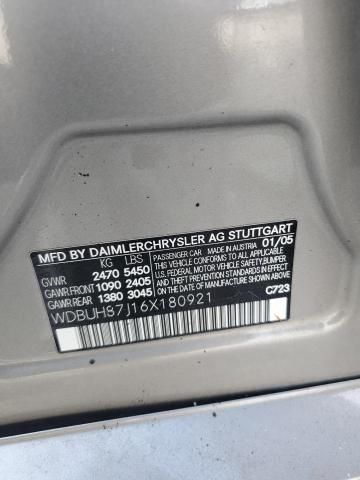 MFD BY DAIMLERCHRYSLER AG STUTTGART
KG LBS PASSENGER CAR MADE IN AUSTRIA 01/05
GVWR 2470 5450 THIS VEHICLE CONFORMS TO ALL APPLI-
GAWR FRONT 1090 2405 CABLE U.S. FEDERAL MOTOR VEHICLE SAFETY, BUMPER
GAWR REAR 1380 3045 AND THEFT PREVENTION STANDARDS IN EFFECT ON THE DATE OF MANUFACTURE SHOWN ABOVE.
WDBUH87J16X180921 C723